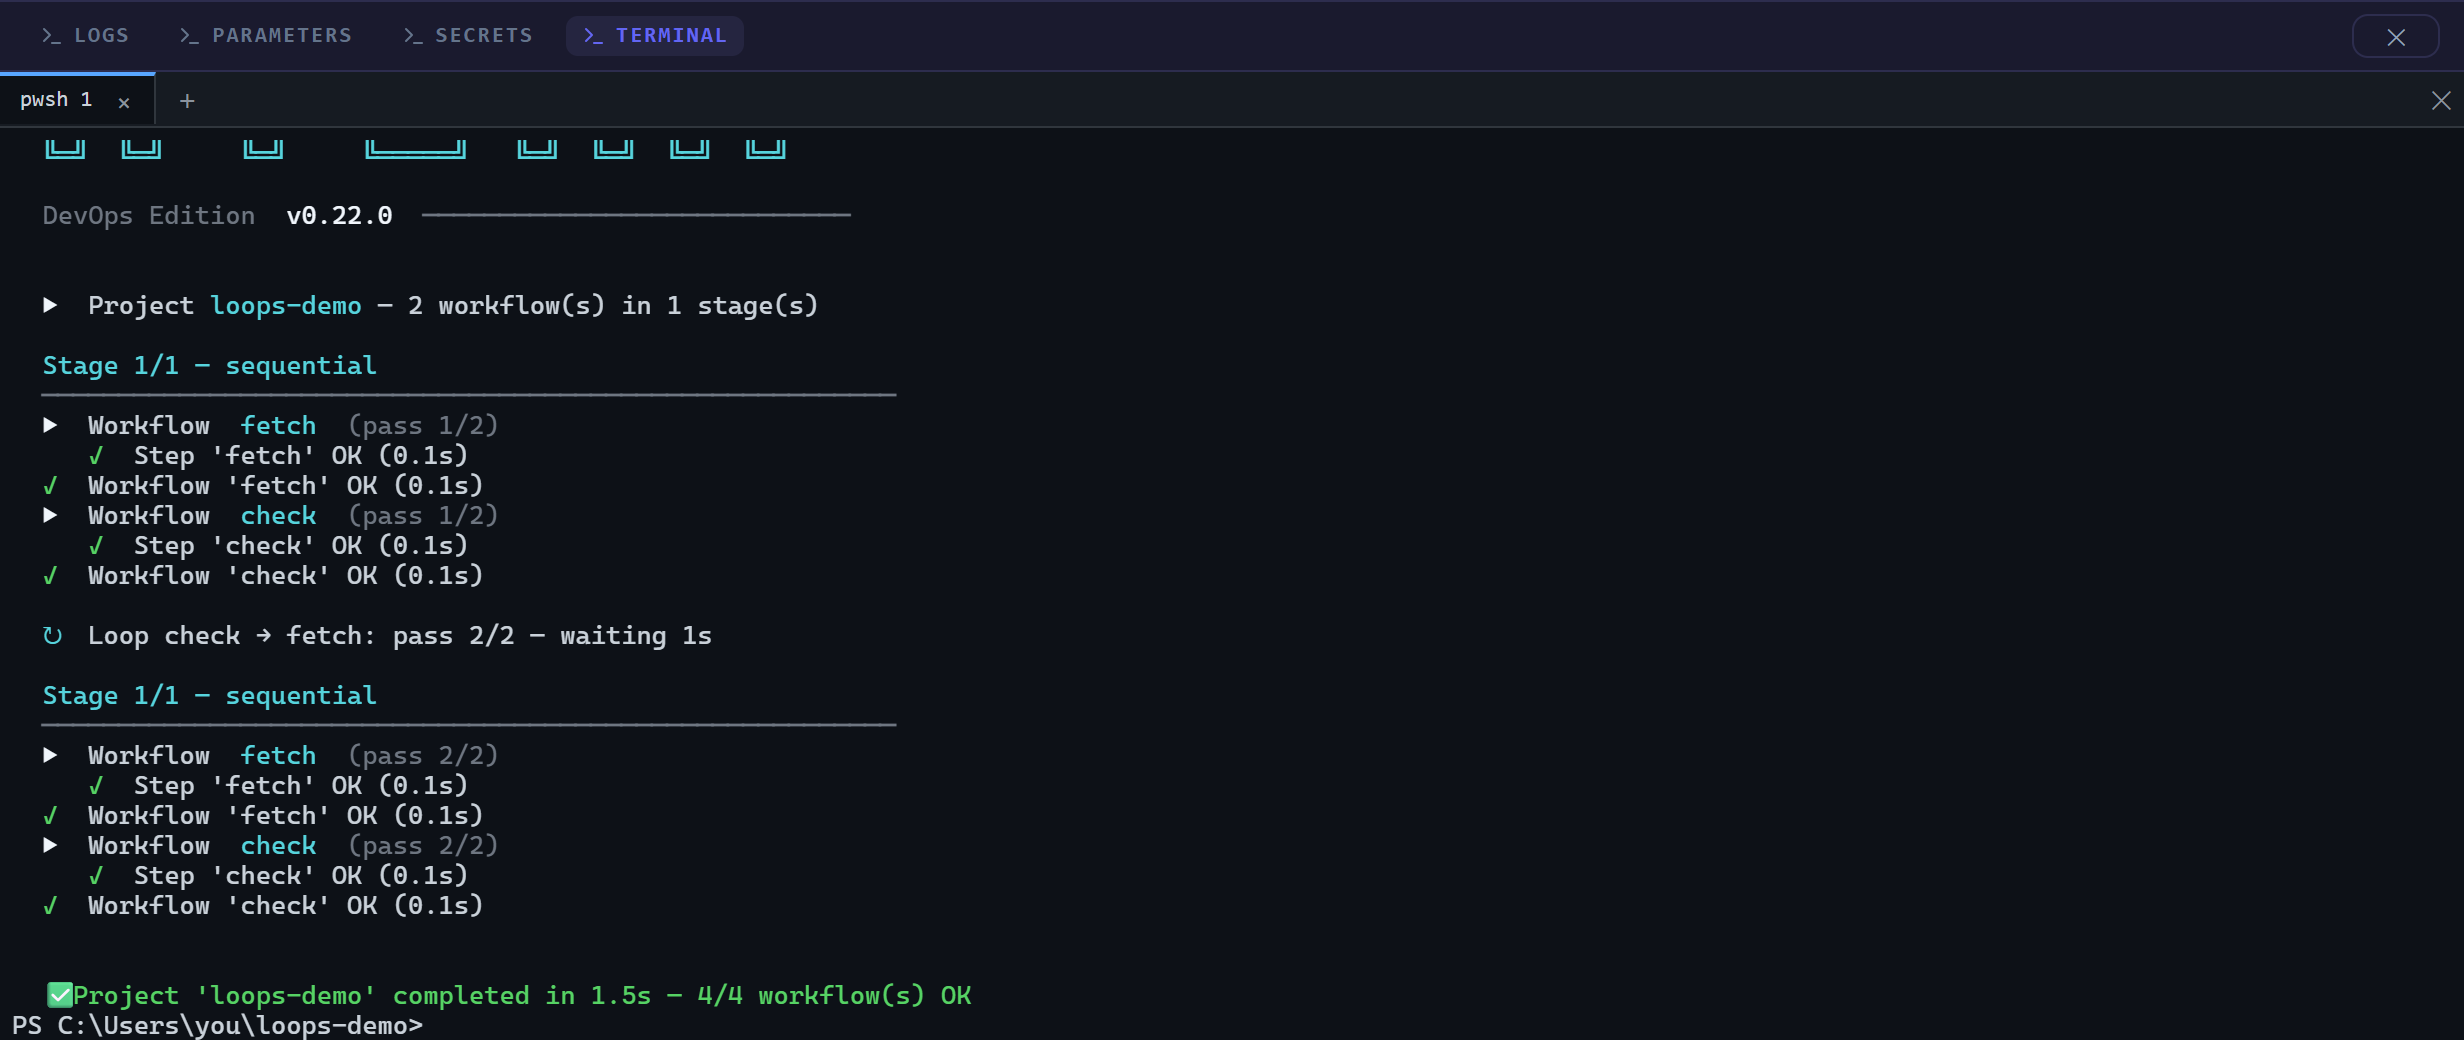 >_ LOGS >_ PARAMETERS >_ SECRETS >_ TERMINAL
pwsh 1 × +
DevOps Edition v0.22.0 ────────────────────────────
▶ Project loops-demo — 2 workflow(s) in 1 stage(s)
Stage 1/1 — sequential
────────────────────────────────────────────────────────
▶ Workflow fetch (pass 1/2)
√ Step 'fetch' OK (0.1s)
√ Workflow 'fetch' OK (0.1s)
▶ Workflow check (pass 1/2)
√ Step 'check' OK (0.1s)
√ Workflow 'check' OK (0.1s)
↻ Loop check → fetch: pass 2/2 — waiting 1s
Stage 1/1 — sequential
────────────────────────────────────────────────────────
▶ Workflow fetch (pass 2/2)
√ Step 'fetch' OK (0.1s)
√ Workflow 'fetch' OK (0.1s)
▶ Workflow check (pass 2/2)
√ Step 'check' OK (0.1s)
√ Workflow 'check' OK (0.1s)
✅Project 'loops-demo' completed in 1.5s — 4/4 workflow(s) OK
PS C:\Users\you\loops-demo>